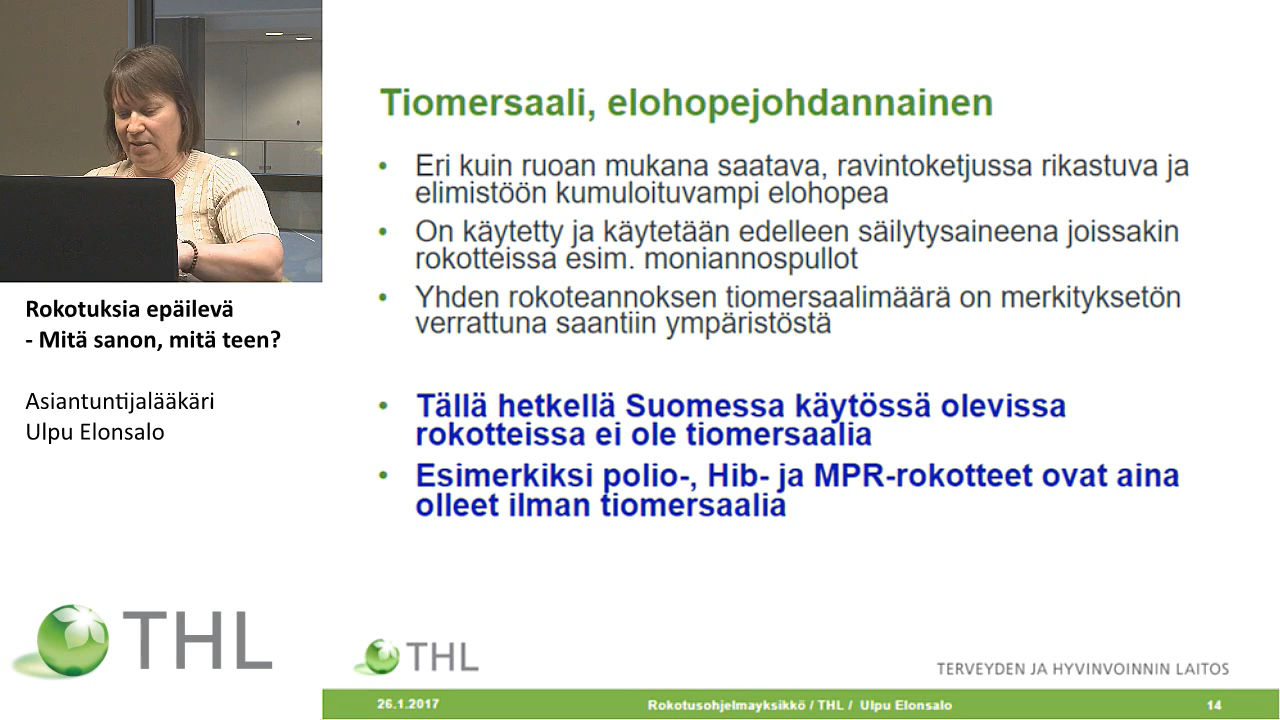 Tiomersaali, elohopejohdannainen
• Eri kuin ruoan mukana saatava, ravintoketjussa rikastuva ja
elimistöön kumuloituvampi elohopea
• On käytetty ja käytetään edelleen säilytysaineena joissakin
rokotteissa esim. moniannospullot
• Yhden rokoteannoksen tiomersaalimäärä on merkityksetön
verrattuna saantiin ympäristöstä
• Tällä hetkellä Suomessa käytössä olevissa
rokotteissa ei ole tiomersaalia
• Esimerkiksi polio-, Hib- ja MPR-rokotteet ovat aina
olleet ilman tiomersaalia
Rokotuksia epäilevä
- Mitä sanon, mitä teen?
Asiantuntijalääkäri
Ulpu Elonsalo
THL
THL
TERVEYDEN JA HYVINVOINNIN LAITOS
26.1.2017
Rokotusohjelmayksikkö / THL / Ulpu Elonsalo
14